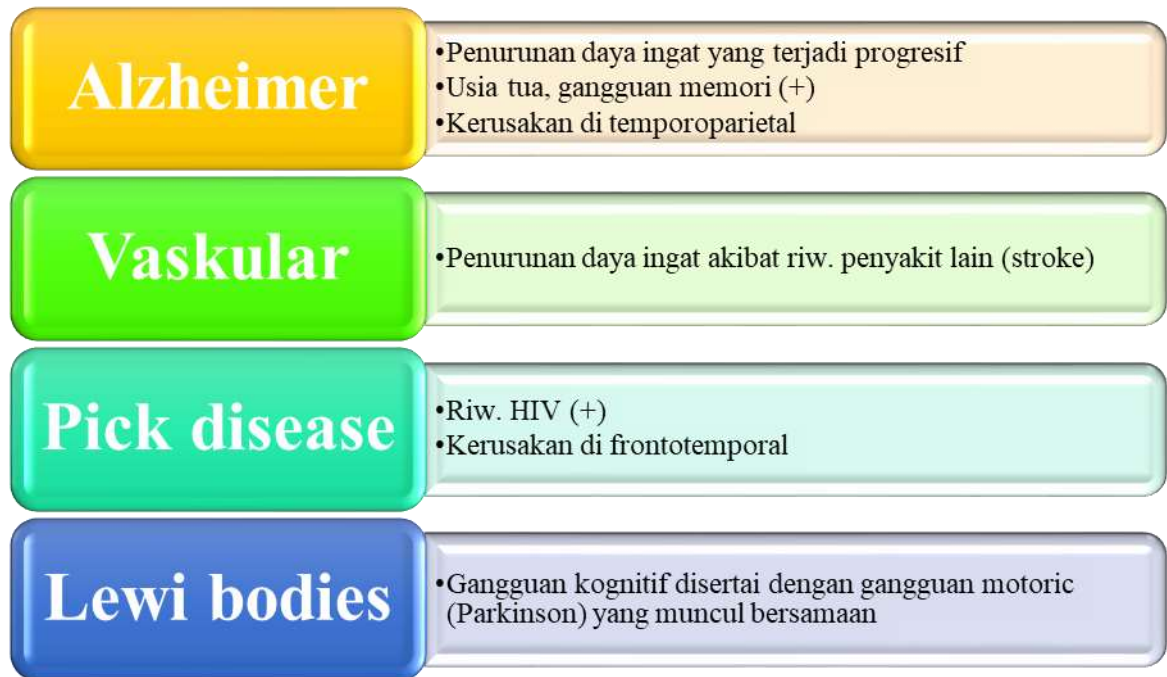 Alzheimer
•Penurunan daya ingat yang terjadi progresif
•Usia tua, gangguan memori (+)
•Kerusakan di temporoparietal
Vaskular
•Penurunan daya ingat akibat riw. penyakit lain (stroke)
Pick disease
•Riw. HIV (+)
•Kerusakan di frontotemporal
Lewi bodies
•Gangguan kognitif disertai dengan gangguan motoric
(Parkinson) yang muncul bersamaan